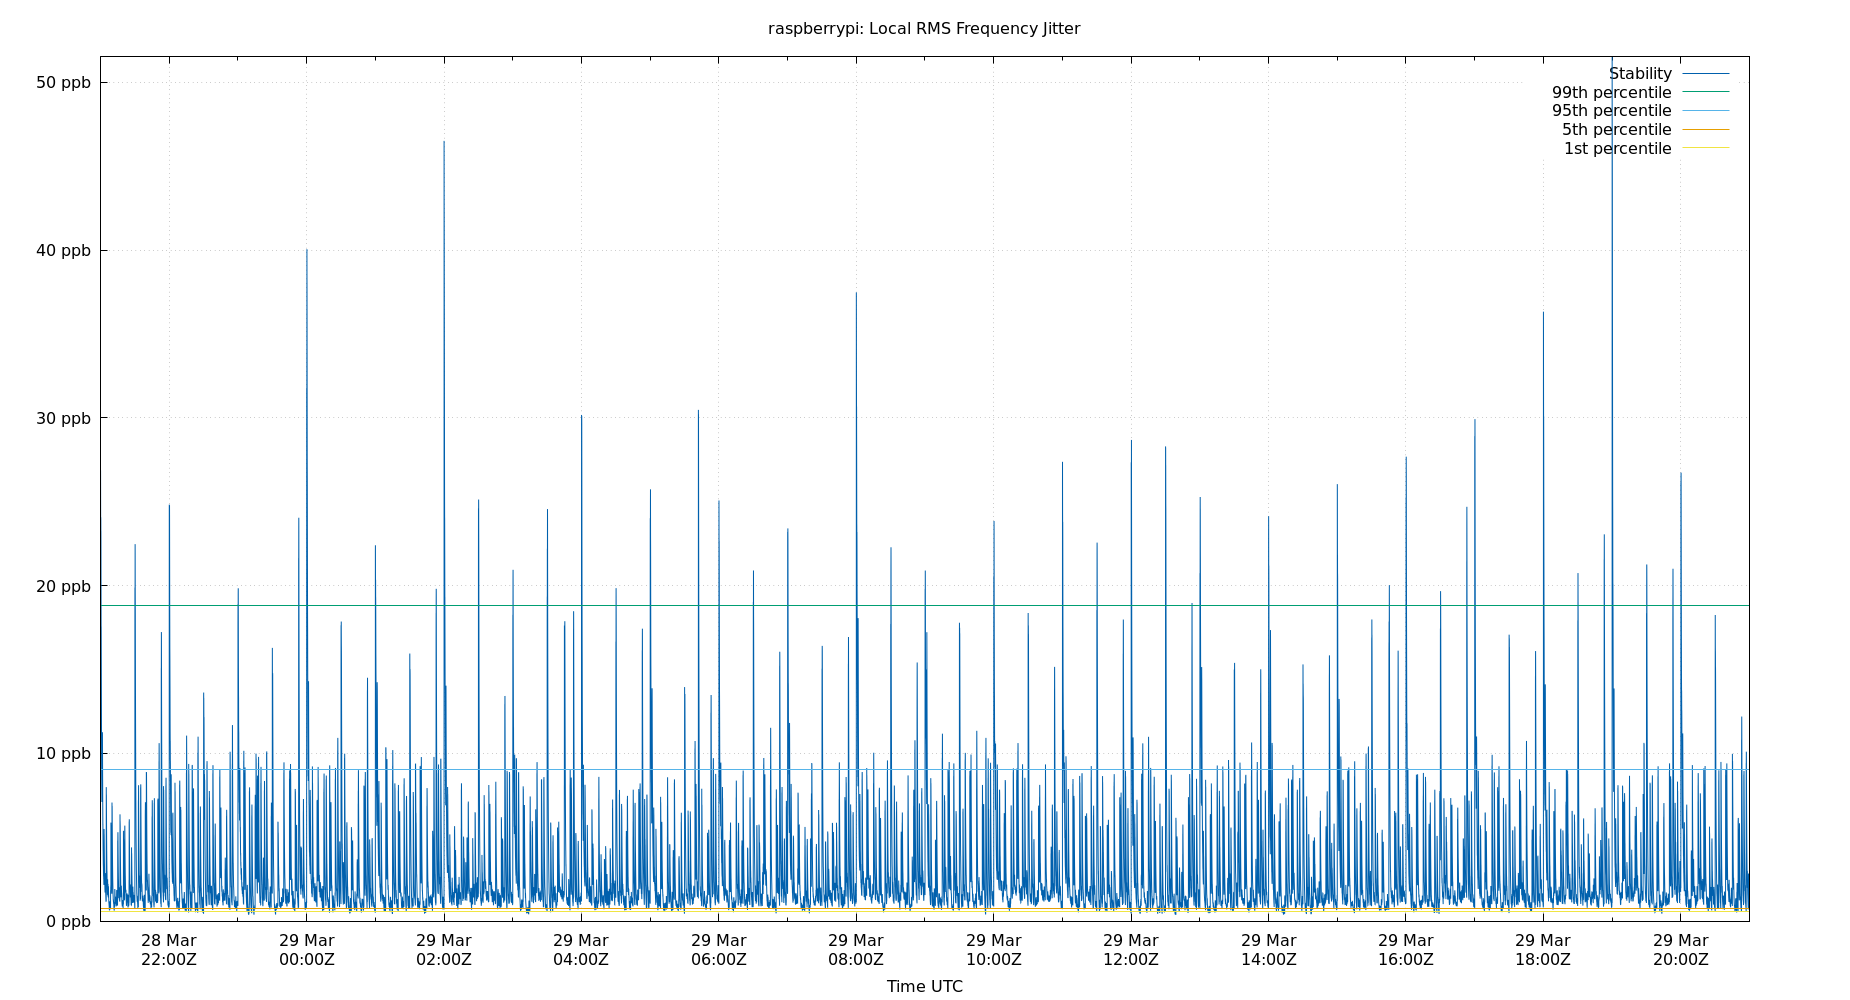 raspberrypi: Local RMS Frequency Jitter
50 ppb
40 ppb
30 ppb
20 ppb
10 ppb
0 ppb
Stability
99th percentile
95th percentile
5th percentile
1st percentile
28 Mar
22:00Z
29 Mar
00:00Z
29 Mar
02:00Z
29 Mar
04:00Z
29 Mar
06:00Z
29 Mar
08:00Z
29 Mar
10:00Z
29 Mar
12:00Z
29 Mar
14:00Z
29 Mar
16:00Z
29 Mar
18:00Z
29 Mar
20:00Z
Time UTC